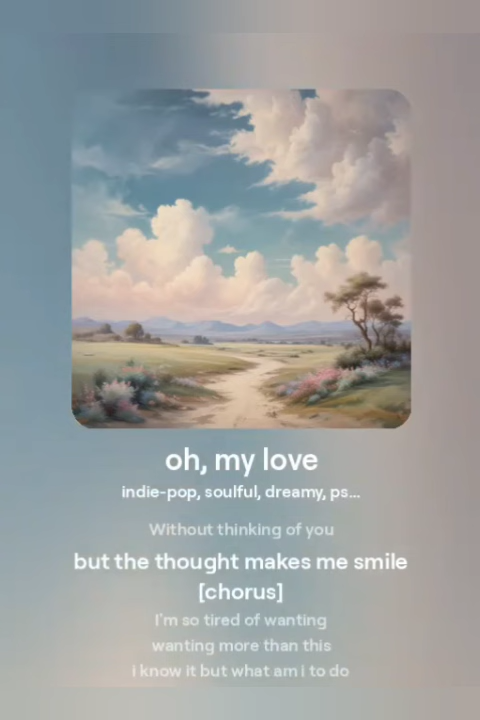 oh, my love
indie-pop, soulful, dreamy, ps...
Without thinking of you
but the thought makes me smile
[chorus]
I'm so tired of wanting
wanting more than this
i know it but what am i to do